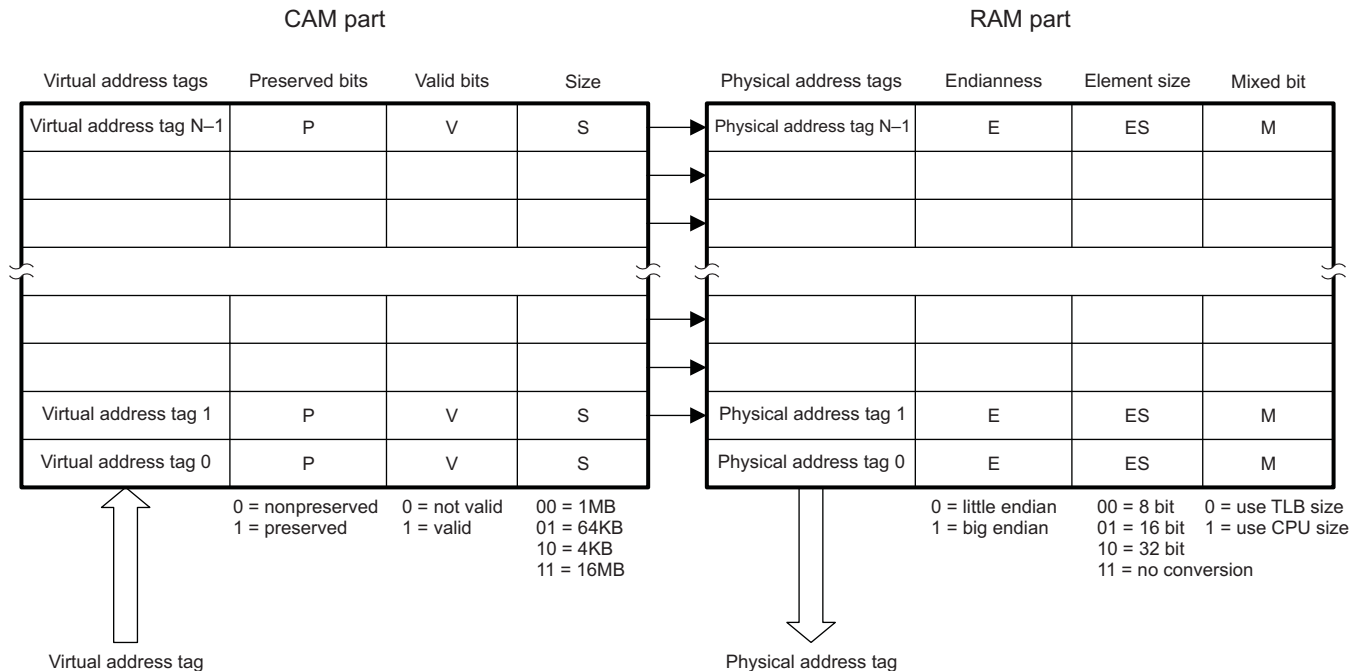 CAM part
RAM part
Virtual address tags Preserved bits Valid bits Size
Physical address tags Endianness Element size Mixed bit
Virtual address tag N–1 P V S
Physical address tag N–1 E ES M
Virtual address tag 1 P V S
Physical address tag 1 E ES M
Virtual address tag 0 P V S
Physical address tag 0 E ES M
0 = nonpreserved
1 = preserved
0 = not valid
1 = valid
00 = 1MB
01 = 64KB
10 = 4KB
11 = 16MB
0 = little endian
1 = big endian
00 = 8 bit
01 = 16 bit
10 = 32 bit
11 = no conversion
0 = use TLB size
1 = use CPU size
Virtual address tag
Physical address tag